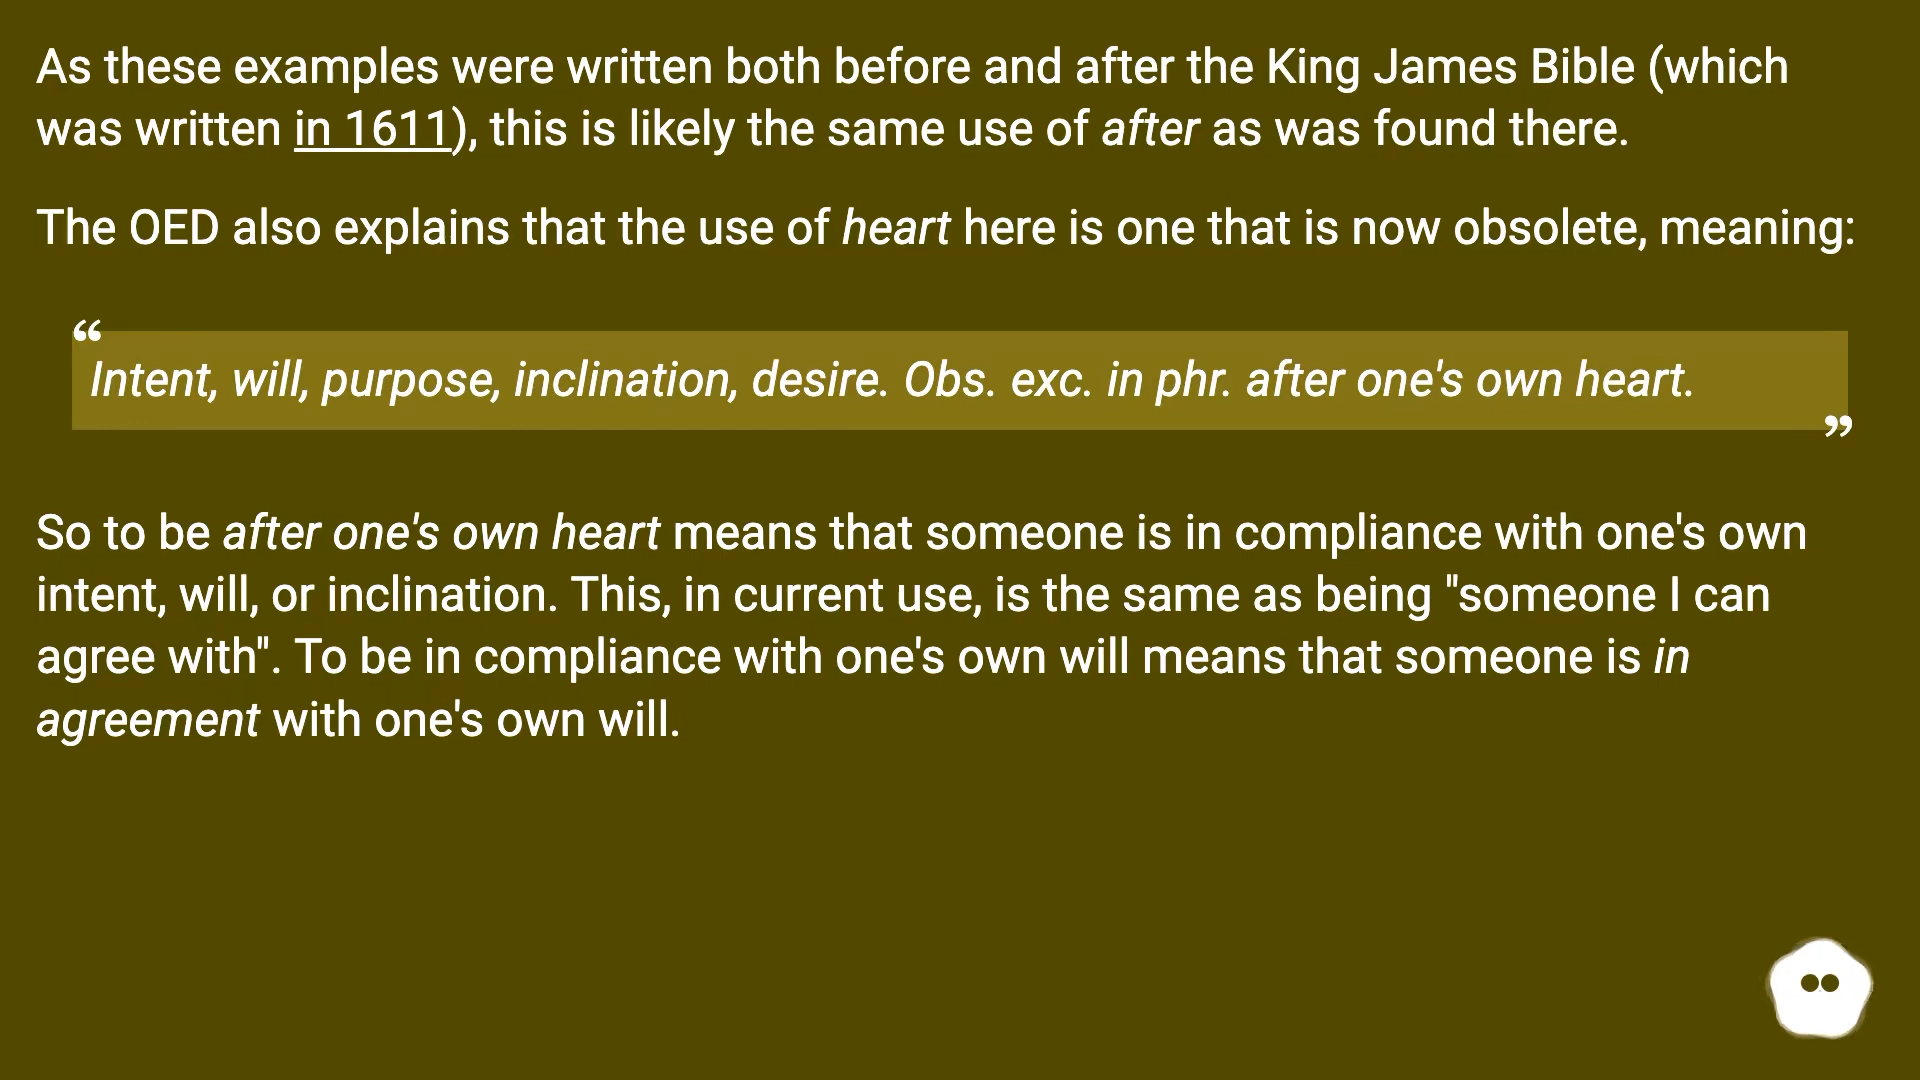 As these examples were written both before and after the King James Bible (which
was written in 1611), this is likely the same use of after as was found there.
The OED also explains that the use of heart here is one that is now obsolete, meaning:
“
Intent, will, purpose, inclination, desire. Obs. exc. in phr. after one's own heart.
”
So to be after one's own heart means that someone is in compliance with one's own
intent, will, or inclination. This, in current use, is the same as being "someone I can
agree with". To be in compliance with one's own will means that someone is in
agreement with one's own will.